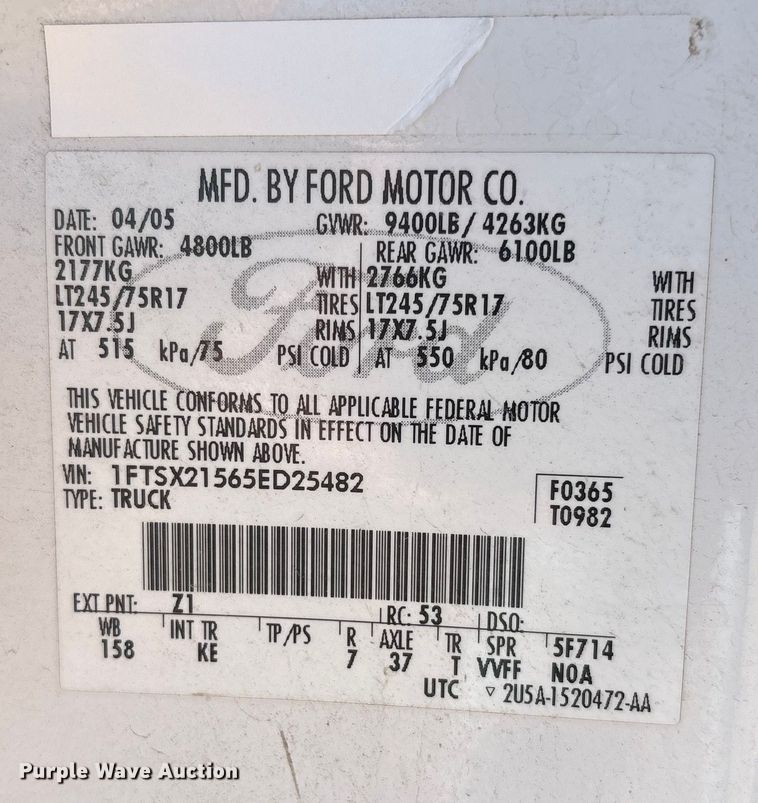 MFD. BY FORD MOTOR CO.
DATE: 04/05 GVWR: 9400LB/ 4263KG
FRONT GAWR: 4800LB REAR GAWR: 6100LB
2177KG WITH 2766KG WITH
LT245/75R17 TIRES LT245/75R17 TIRES
17X7.5J RIMS 17X7.5J RIMS
AT 515 kPa/75 PSI COLD AT 550 kPa/80 PSI COLD
THIS VEHICLE CONFORMS TO ALL APPLICABLE FEDERAL MOTOR
VEHICLE SAFETY STANDARDS IN EFFECT ON THE DATE OF
MANUFACTURE SHOWN ABOVE.
VIN: 1FTSX21565ED25482
TYPE: TRUCK
F0365
T0982
Ford
EXT PNT: Z1 RC: 53 DSO:
WB INT TR TP/PS R AXLE TR SPR 5F714
158 KE 7 37 T VVFF N0A
UTC ▽ 2U5A-1520472-AA
Purple Wave Auction